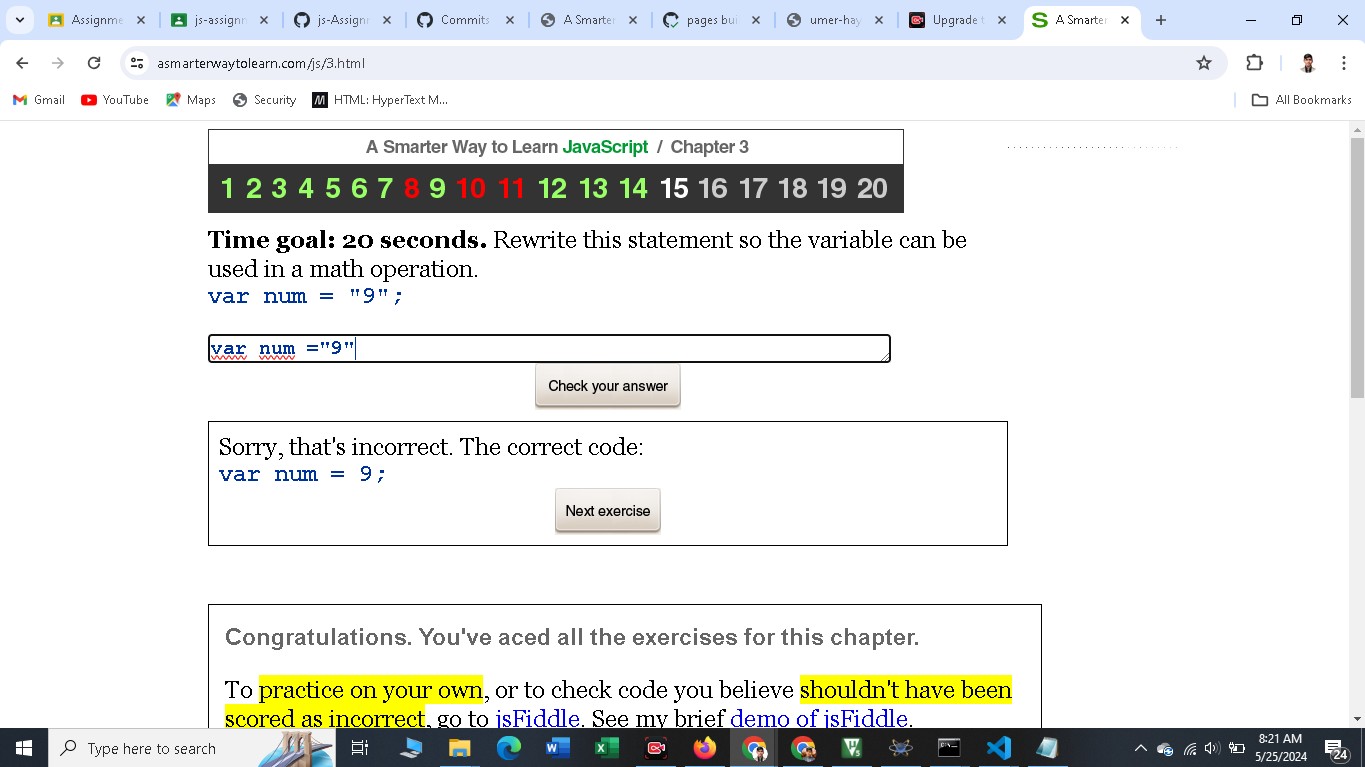 Assignme
js-assignn
js-Assignn
Commits
A Smarter
pages bui
umer-hay
Upgrade t
A Smarter
asmarterwaytolearn.com/js/3.html
Gmail
YouTube
Maps
Security
HTML: HyperText M...
All Bookmarks
A Smarter Way to Learn JavaScript / Chapter 3
1 2 3 4 5 6 7 8 9 10 11 12 13 14 15 16 17 18 19 20
Time goal: 20 seconds. Rewrite this statement so the variable can be
used in a math operation.
var num = "9";
var num ="9"
Check your answer
Sorry, that's incorrect. The correct code:
var num = 9;
Next exercise
Congratulations. You've aced all the exercises for this chapter.
To practice on your own, or to check code you believe shouldn't have been
scored as incorrect, go to jsFiddle. See my brief demo of jsFiddle.
Type here to search
8:21 AM
5/25/2024
24